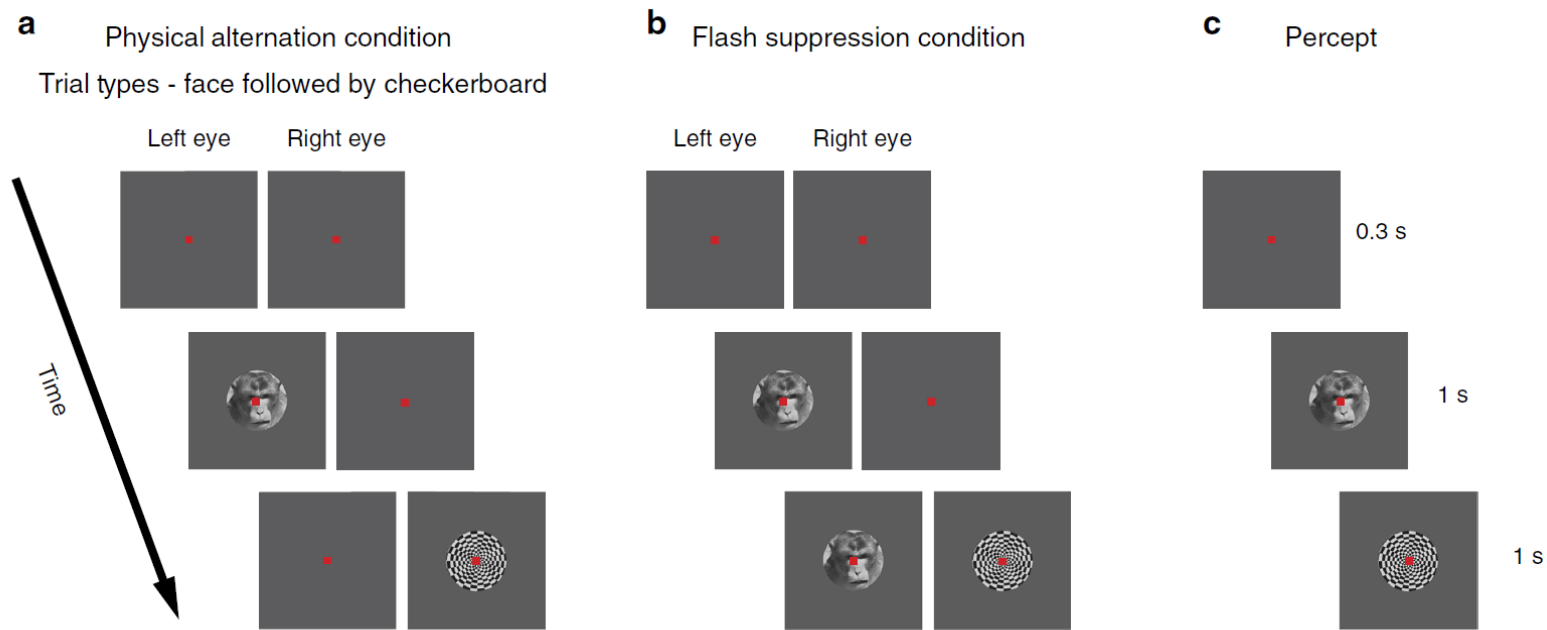 a
Physical alternation condition
Trial types - face followed by checkerboard
Left eye Right eye
Time
b
Flash suppression condition
Left eye Right eye
c
Percept
0.3 s
1 s
1 s